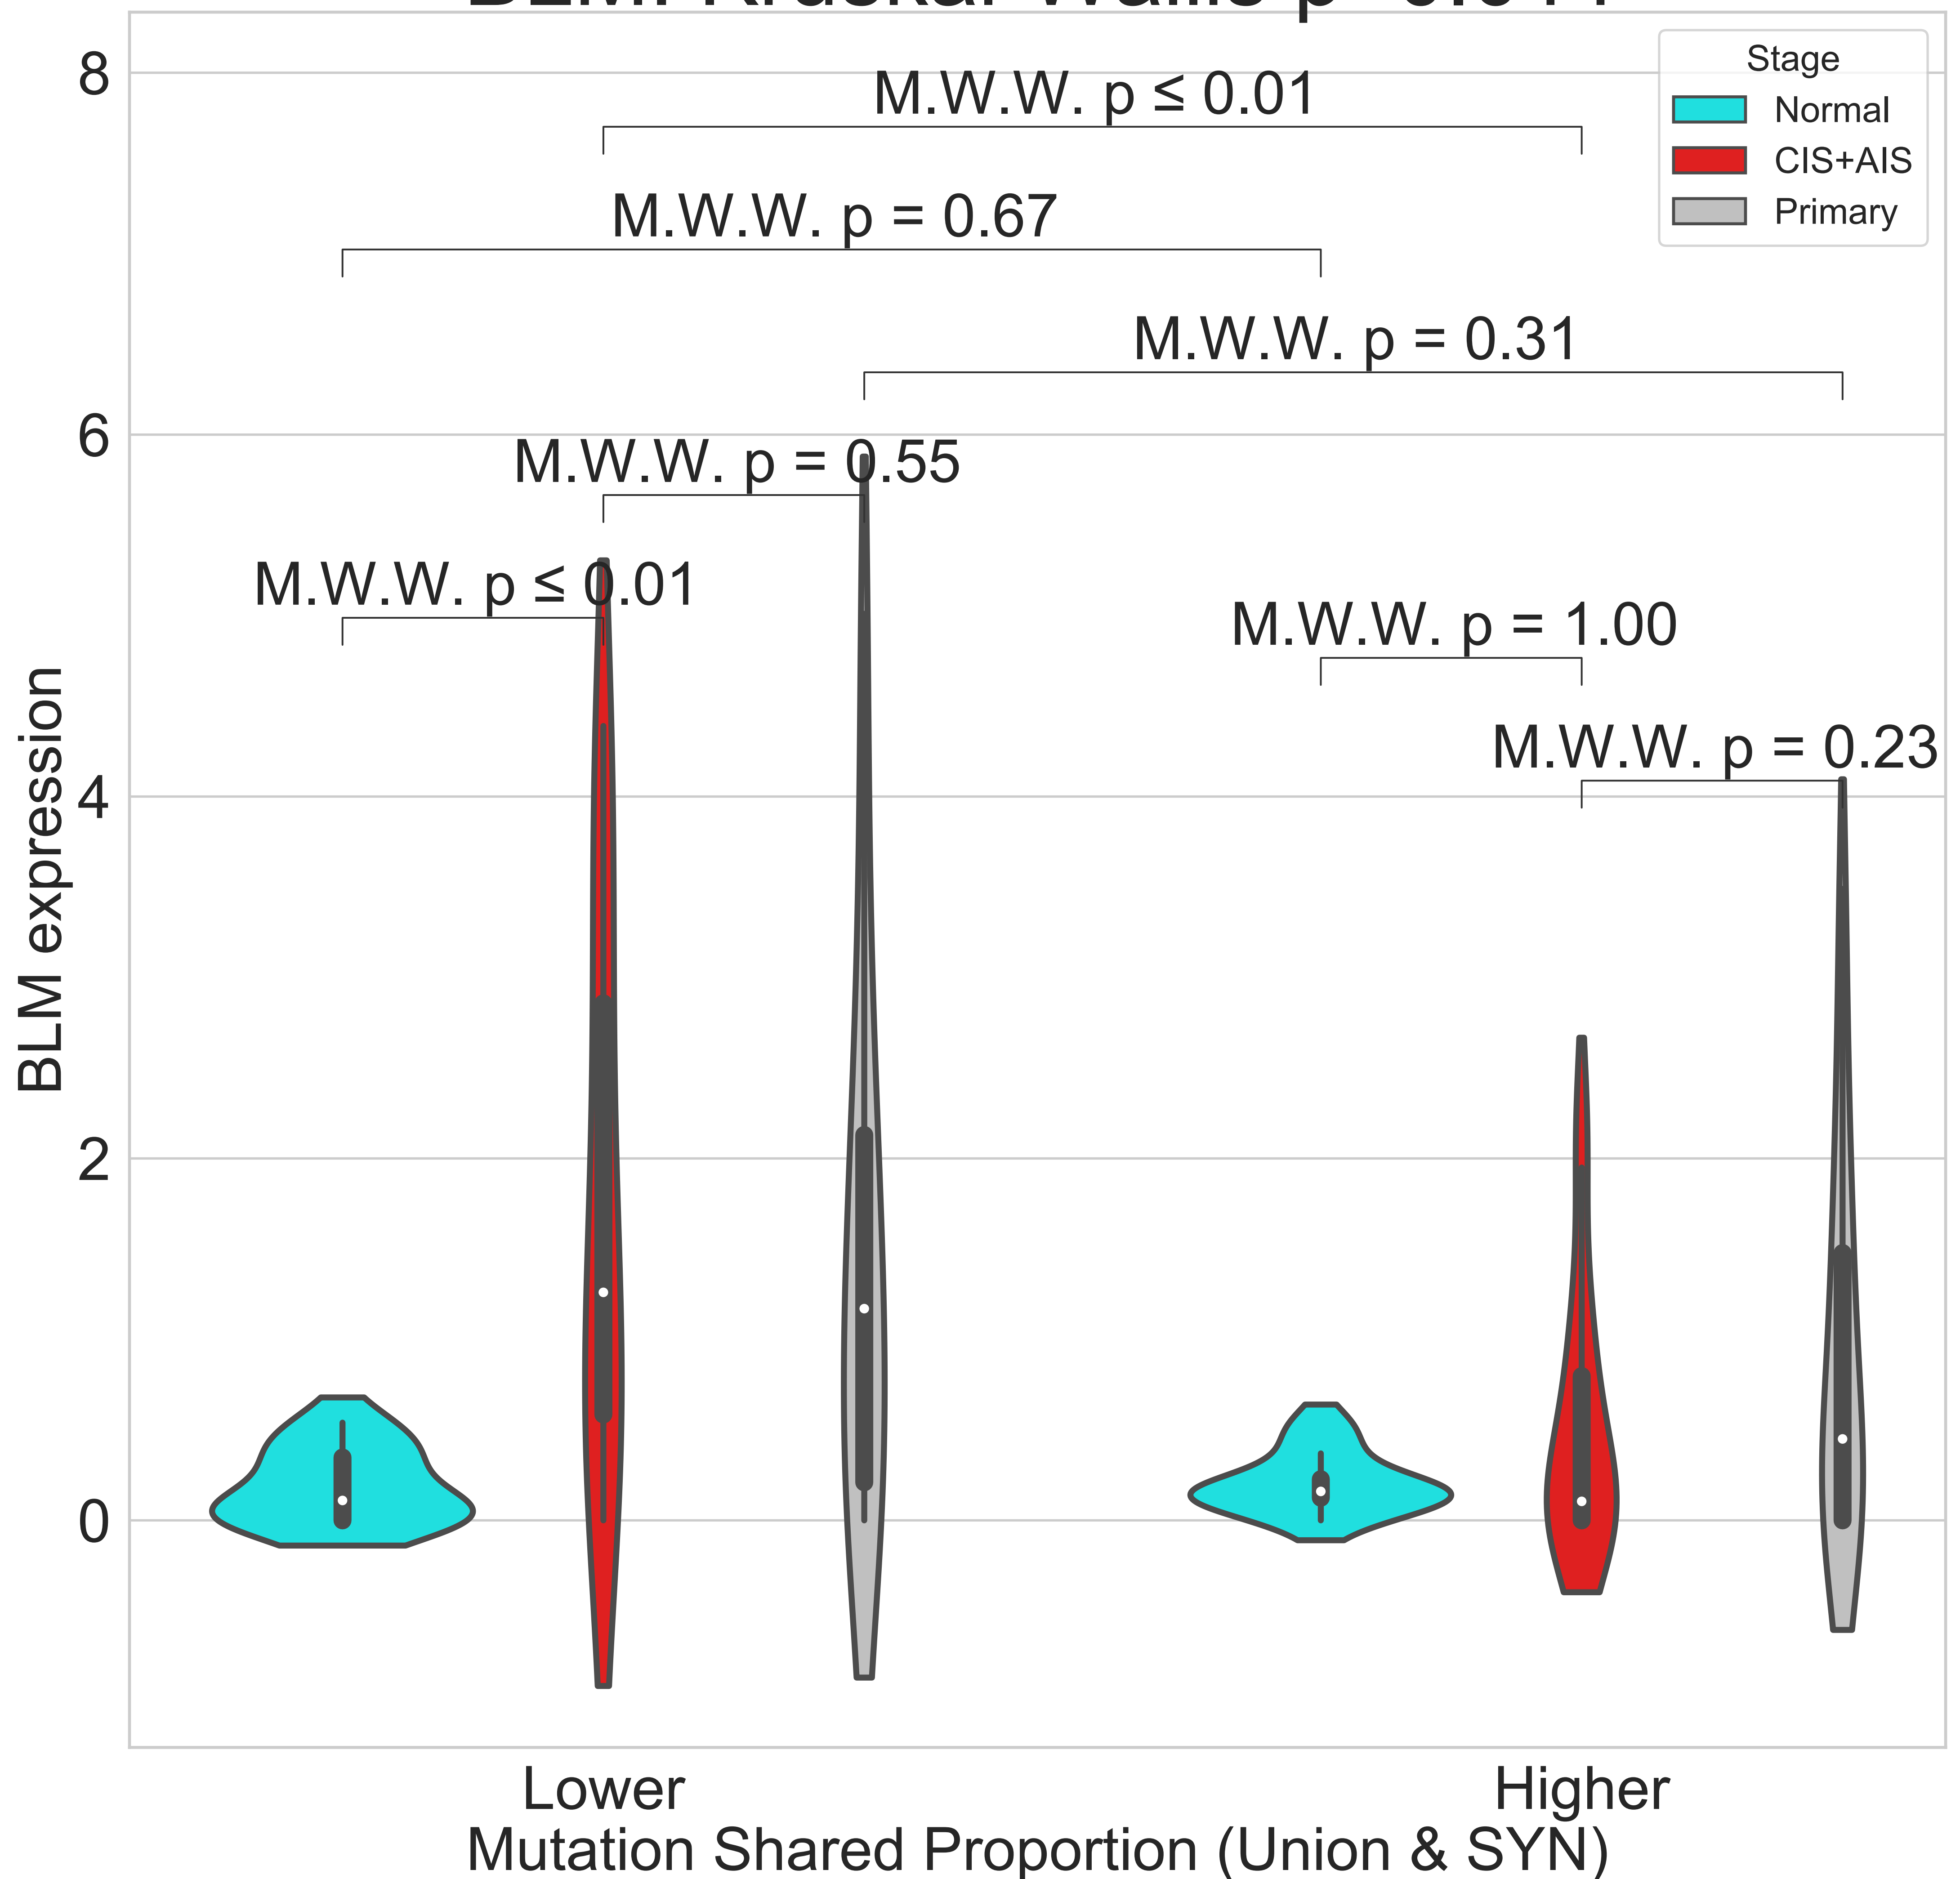 Stage
Normal
CIS+AIS
Primary
M.W.W. p ≤ 0.01
M.W.W. p = 0.67
M.W.W. p = 0.31
M.W.W. p = 0.55
M.W.W. p ≤ 0.01
M.W.W. p = 1.00
M.W.W. p = 0.23
8
6
4
2
0
BLM expression
Lower
Higher
Mutation Shared Proportion (Union & SYN)